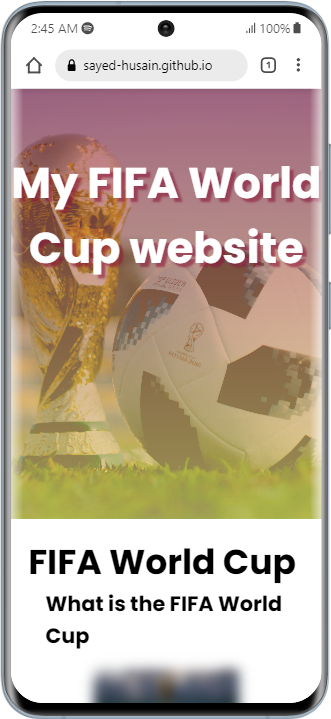 2:45 AM 100%
sayed-husain.github.io 1
My FIFA World
Cup website
FIFA World Cup
What is the FIFA World
Cup